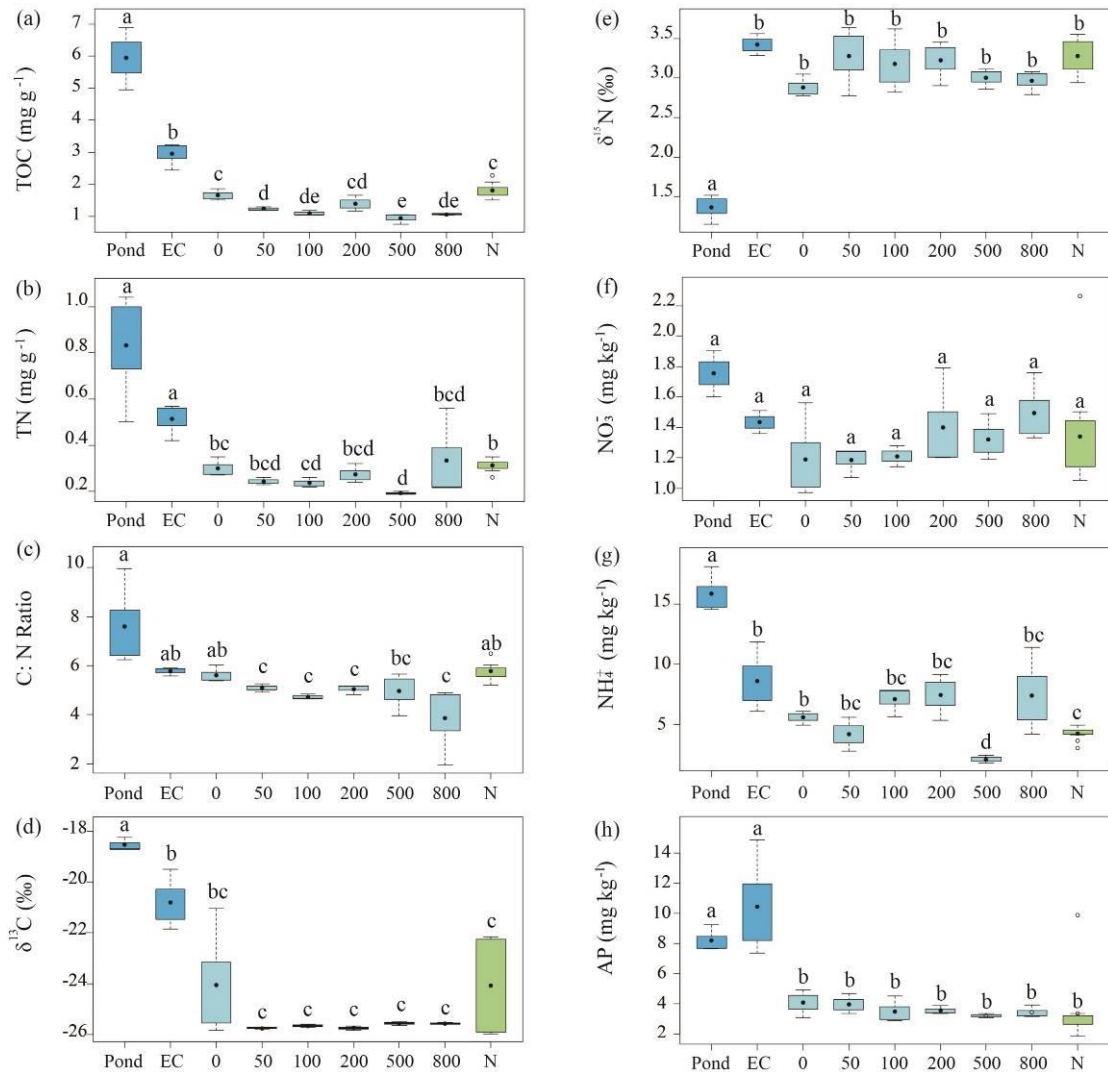 (a)
TOC (mg g⁻¹)
7
6
5
4
3
2
1
a
b
c
d
de
cd
e
de
c
Pond EC 0 50 100 200 500 800 N
(b)
TN (mg g⁻¹)
1.0
0.8
0.6
0.4
0.2
a
a
bc
bcd
cd
bcd
d
bcd
b
Pond EC 0 50 100 200 500 800 N
(c)
C: N Ratio
10
8
6
4
2
a
ab
ab
c
c
c
bc
c
ab
Pond EC 0 50 100 200 500 800 N
(d)
δ¹³C (‰)
-18
-20
-22
-24
-26
a
b
bc
c
c
c
c
c
c
Pond EC 0 50 100 200 500 800 N
(e)
δ¹⁵N (‰)
3.5
3.0
2.5
2.0
1.5
a
b
b
b
b
b
b
b
b
Pond EC 0 50 100 200 500 800 N
(f)
NO₃⁻ (mg kg⁻¹)
2.2
2.0
1.8
1.6
1.4
1.2
1.0
a
a
a
a
a
a
a
a
a
Pond EC 0 50 100 200 500 800 N
(g)
NH₄⁺ (mg kg⁻¹)
15
10
5
a
b
b
bc
bc
bc
d
bc
c
Pond EC 0 50 100 200 500 800 N
(h)
AP (mg kg⁻¹)
14
12
10
8
6
4
2
a
a
b
b
b
b
b
b
b
Pond EC 0 50 100 200 500 800 N